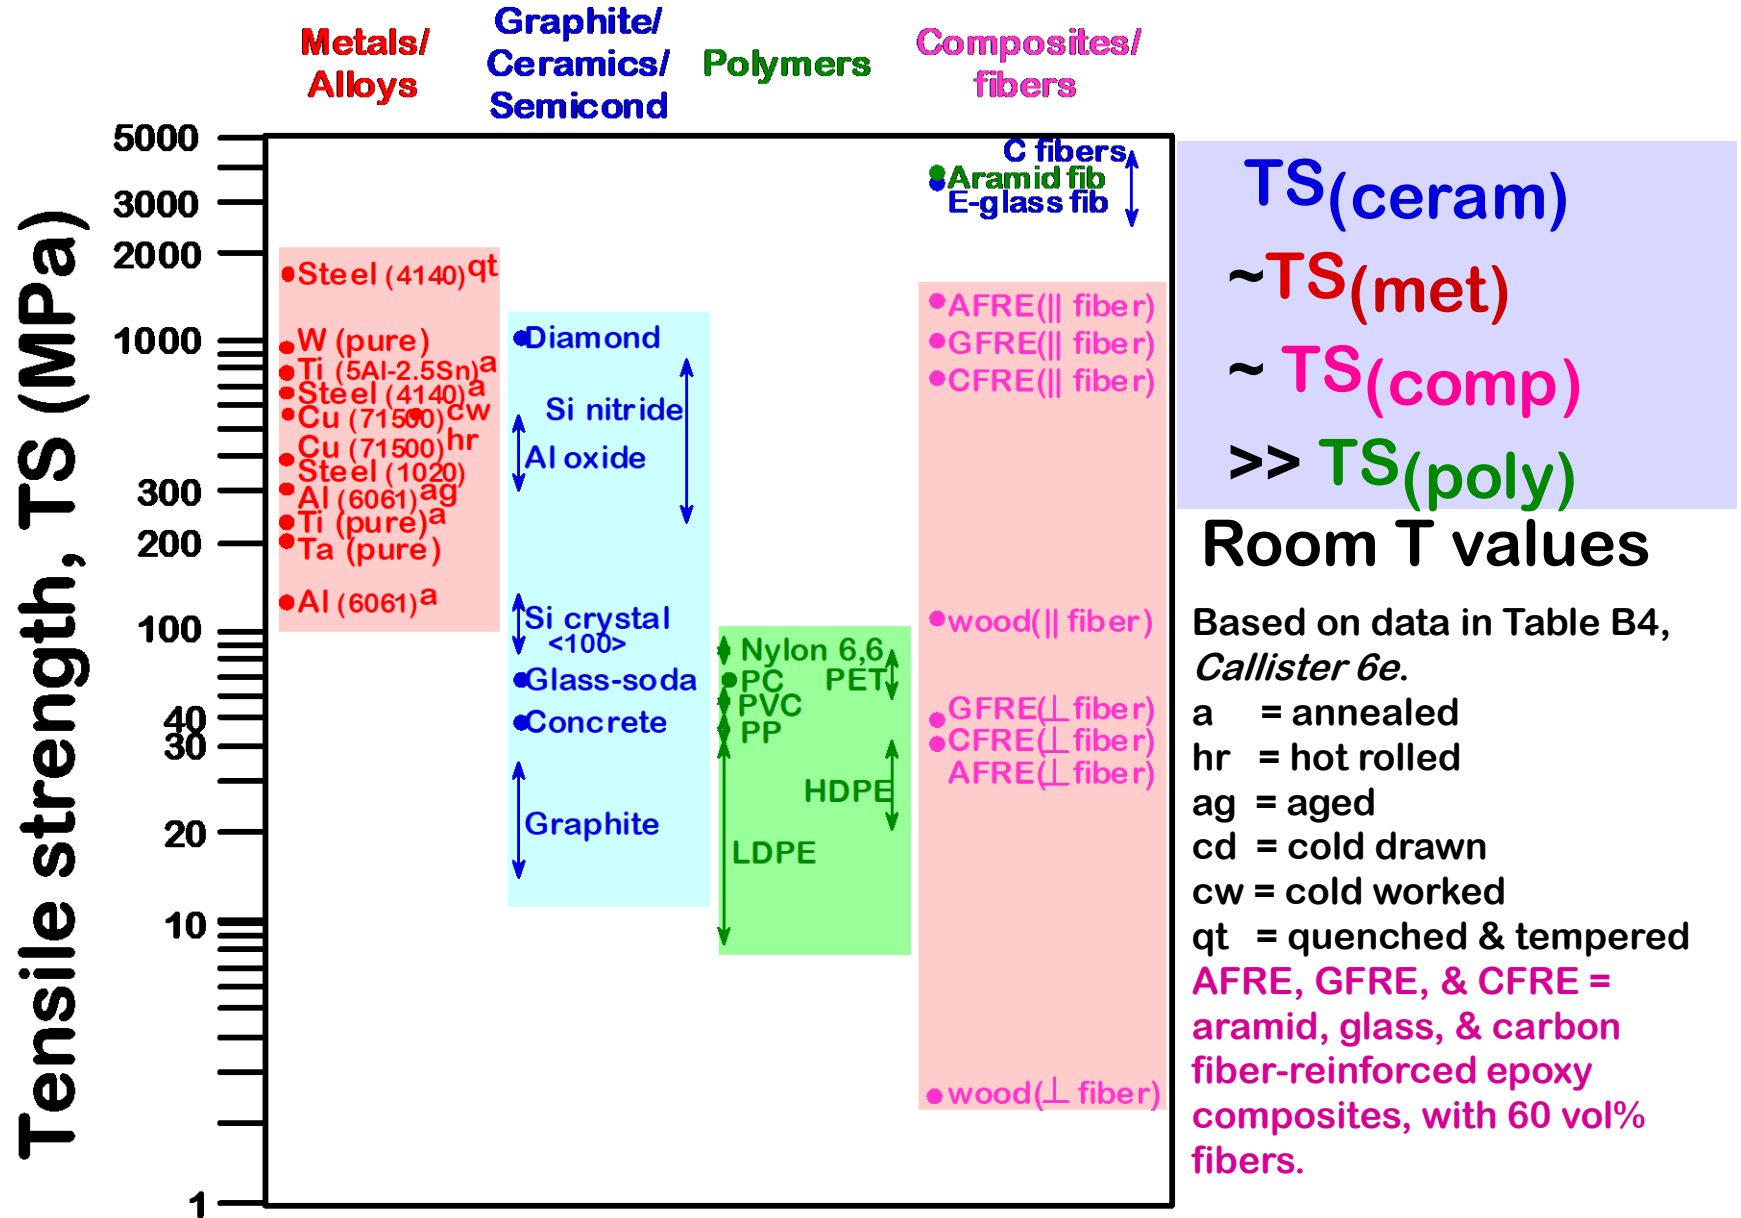 Metals/
Alloys
Graphite/
Ceramics/
Semicond
Polymers
Composites/
fibers
Tensile strength, TS (MPa)
5000
3000
2000
1000
300
200
100
40
30
20
10
1
Steel (4140)qt
W (pure)
Ti (5Al-2.5Sn)a
Steel (4140)a
Cu (71500) cw
Cu (71500)hr
Steel (1020)
Al (6061)ag
Ti (pure)a
Ta (pure)
Al (6061)a
Diamond
Si nitride
Al oxide
Si crystal
<100>
Glass-soda
Concrete
Graphite
Nylon 6,6
PC
PET
PVC
PP
HDPE
LDPE
C fibers
Aramid fib
E-glass fib
AFRE(|| fiber)
GFRE(|| fiber)
CFRE(|| fiber)
wood(|| fiber)
GFRE(⊥ fiber)
CFRE(⊥ fiber)
AFRE(⊥ fiber)
wood(⊥ fiber)
TS(ceram)
~TS(met)
~ TS(comp)
>> TS(poly)
Room T values
Based on data in Table B4,
Callister 6e.
a = annealed
hr = hot rolled
ag = aged
cd = cold drawn
cw = cold worked
qt = quenched & tempered
AFRE, GFRE, & CFRE =
aramid, glass, & carbon
fiber-reinforced epoxy
composites, with 60 vol%
fibers.